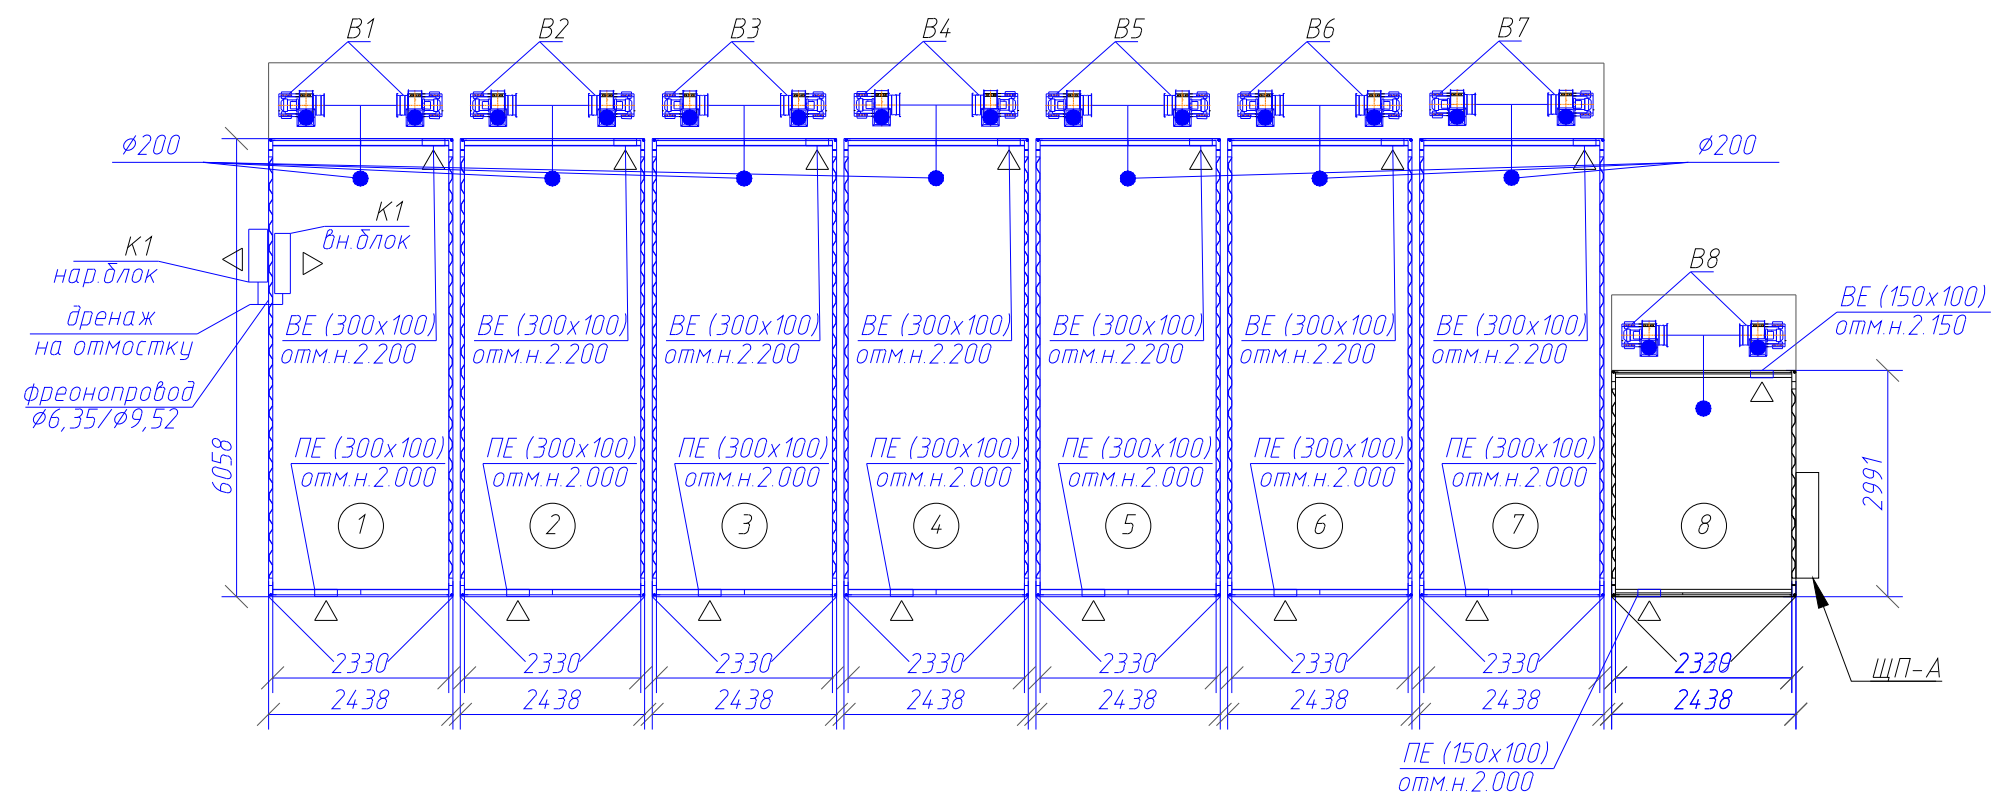 В1
В2
В3
В4
В5
В6
В7
ϕ200
ϕ200
К1
вн.блок
К1
нар.блок
дренаж
на отмостку
фреонопровод
ϕ6,35/ϕ9,52
6058
В8
ВЕ (150х100)
отм.н.2.150
ВЕ (300х100)
отм.н.2.200
ВЕ (300х100)
отм.н.2.200
ВЕ (300х100)
отм.н.2.200
ВЕ (300х100)
отм.н.2.200
ВЕ (300х100)
отм.н.2.200
ВЕ (300х100)
отм.н.2.200
ВЕ (300х100)
отм.н.2.200
ПЕ (300х100)
отм.н.2.000
ПЕ (300х100)
отм.н.2.000
ПЕ (300х100)
отм.н.2.000
ПЕ (300х100)
отм.н.2.000
ПЕ (300х100)
отм.н.2.000
ПЕ (300х100)
отм.н.2.000
ПЕ (300х100)
отм.н.2.000
2991
1
2
3
4
5
6
7
8
2330
2330
2330
2330
2330
2330
2330
ЩП-А
2438
2438
2438
2438
2438
2438
2438
2438
ПЕ (150х100)
отм.н.2.000